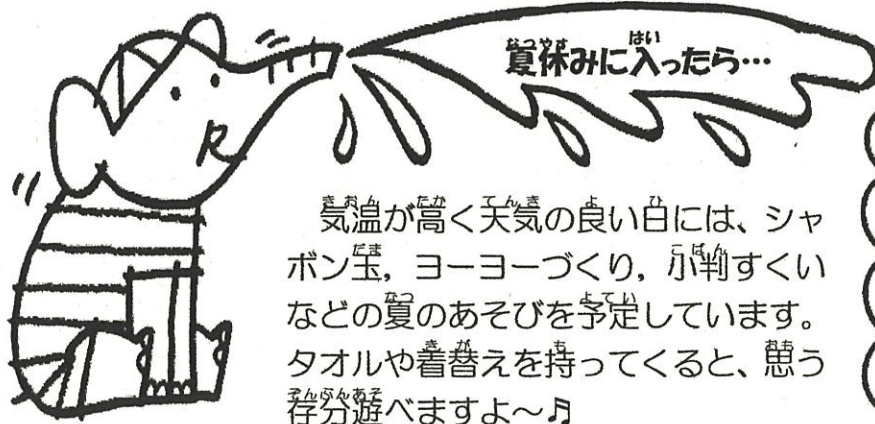 夏休みに入ったら…
気温が高く天気の良い日には、シャ
ボン玉，ヨーヨーづくり，小判すくい
などの夏のあそびを予定しています。
タオルや着替えを持ってくると、思う
存分遊べますよ～♬